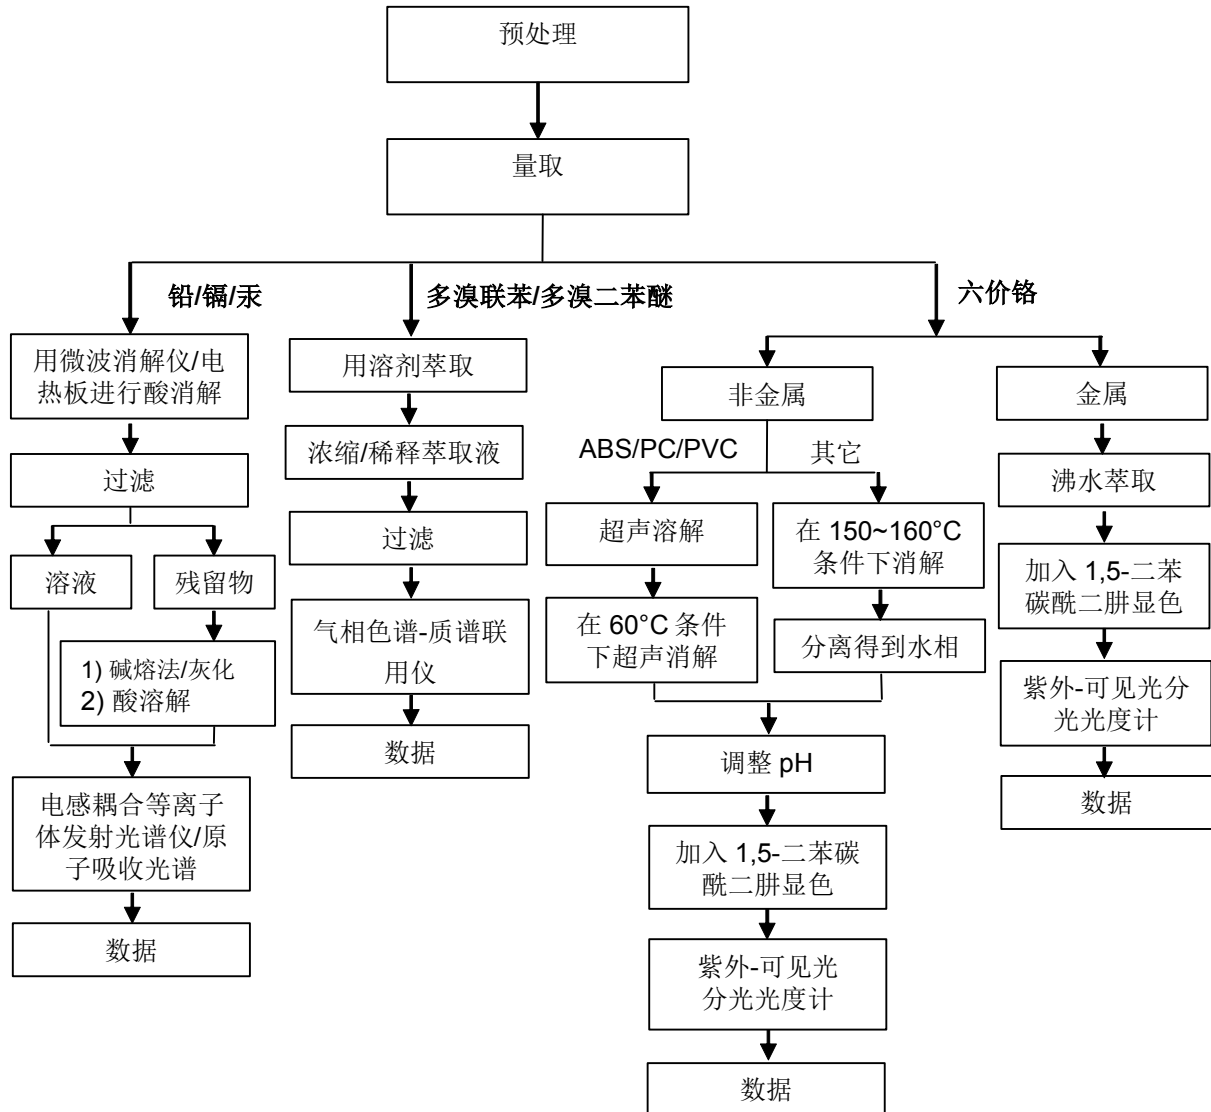 预处理
量取
铅/镉/汞
多溴联苯/多溴二苯醚
六价铬
用微波消解仪/电
热板进行酸消解
过滤
溶液
残留物
1) 碱熔法/灰化
2) 酸溶解
电感耦合等离子
体发射光谱仪/原
子吸收光谱
数据
用溶剂萃取
浓缩/稀释萃取液
过滤
气相色谱-质谱联
用仪
数据
非金属
ABS/PC/PVC
其它
超声溶解
在 60°C 条件
下超声消解
在 150~160°C
条件下消解
分离得到水相
调整 pH
加入 1,5-二苯碳
酰二肼显色
紫外-可见光
分光光度计
数据
金属
沸水萃取
加入 1,5-二苯
碳酰二肼显色
紫外-可见光分
光光度计
数据